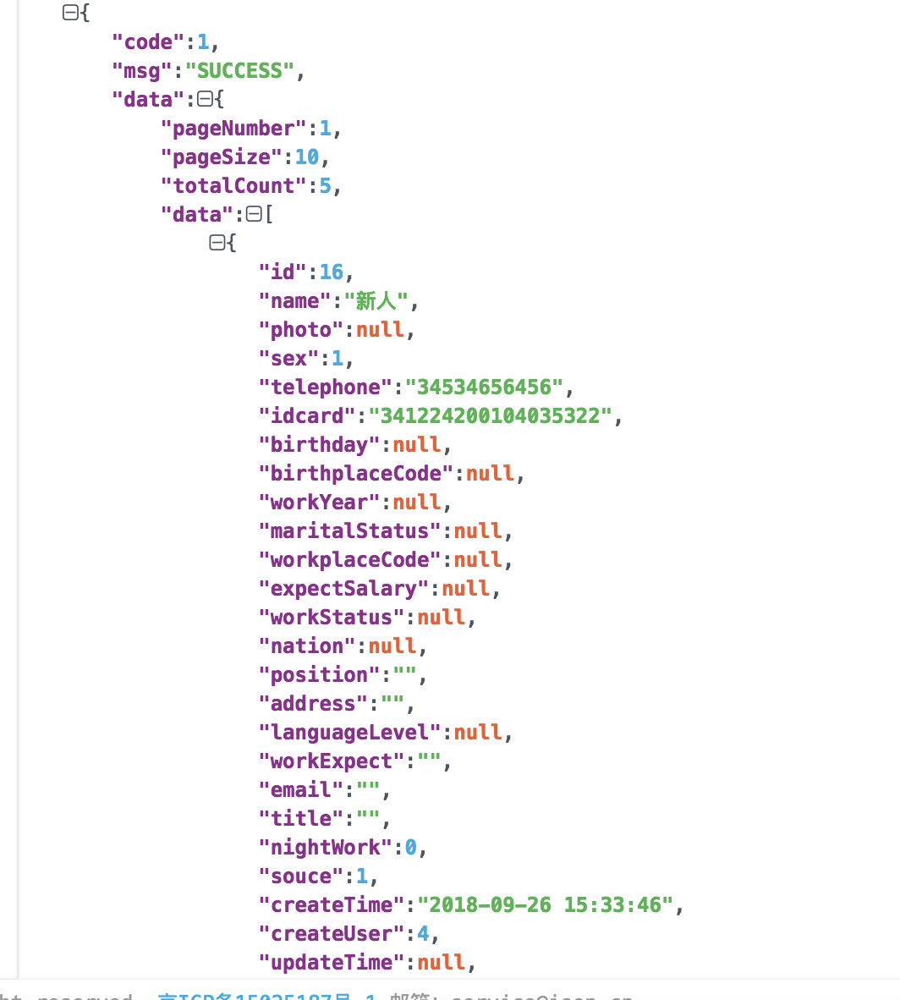 {
"code":1,
"msg":"SUCCESS",
"data":{
"pageNumber":1,
"pageSize":10,
"totalCount":5,
"data":[
{
"id":16,
"name":"新人",
"photo":null,
"sex":1,
"telephone":"34534656456",
"idcard":"341224200104035322",
"birthday":null,
"birthplaceCode":null,
"workYear":null,
"maritalStatus":null,
"workplaceCode":null,
"expectSalary":null,
"workStatus":null,
"nation":null,
"position":"",
"address":"",
"languageLevel":null,
"workExpect":"",
"email":"",
"title":"",
"nightWork":0,
"souce":1,
"createTime":"2018-09-26 15:33:46",
"createUser":4,
"updateTime":null,